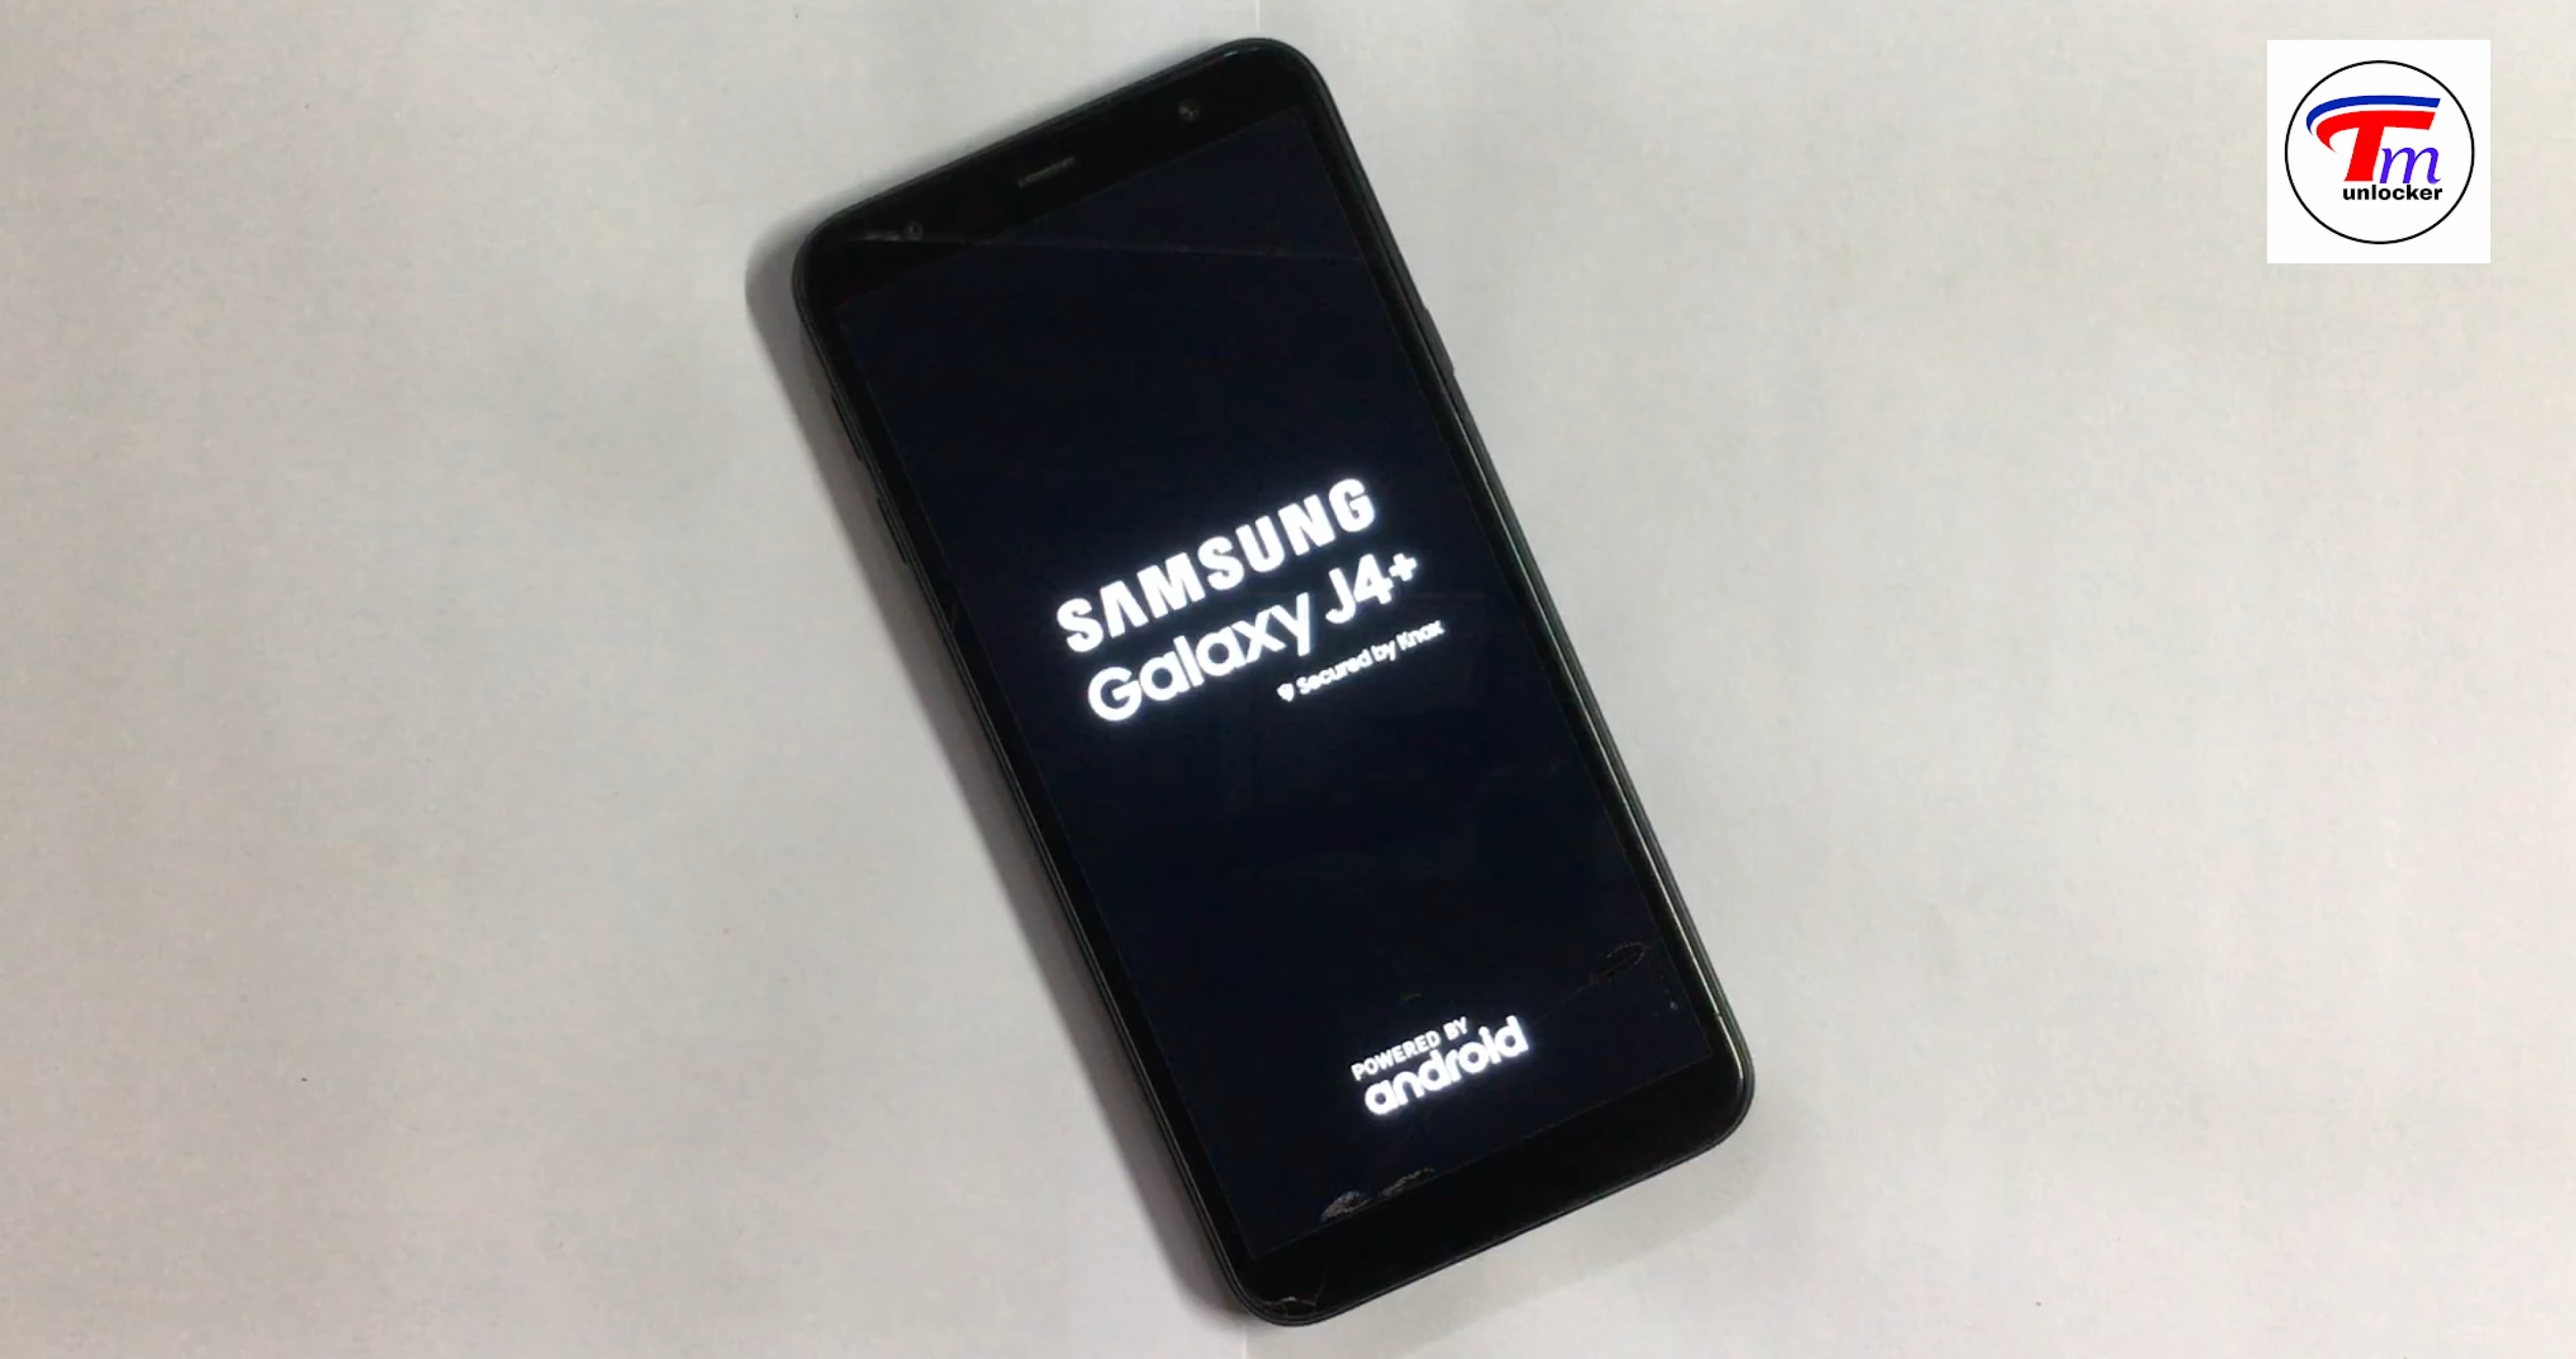 SAMSUNG
Galaxy J4+
Secured by Knox
POWERED BY
android
Tm
unlocker